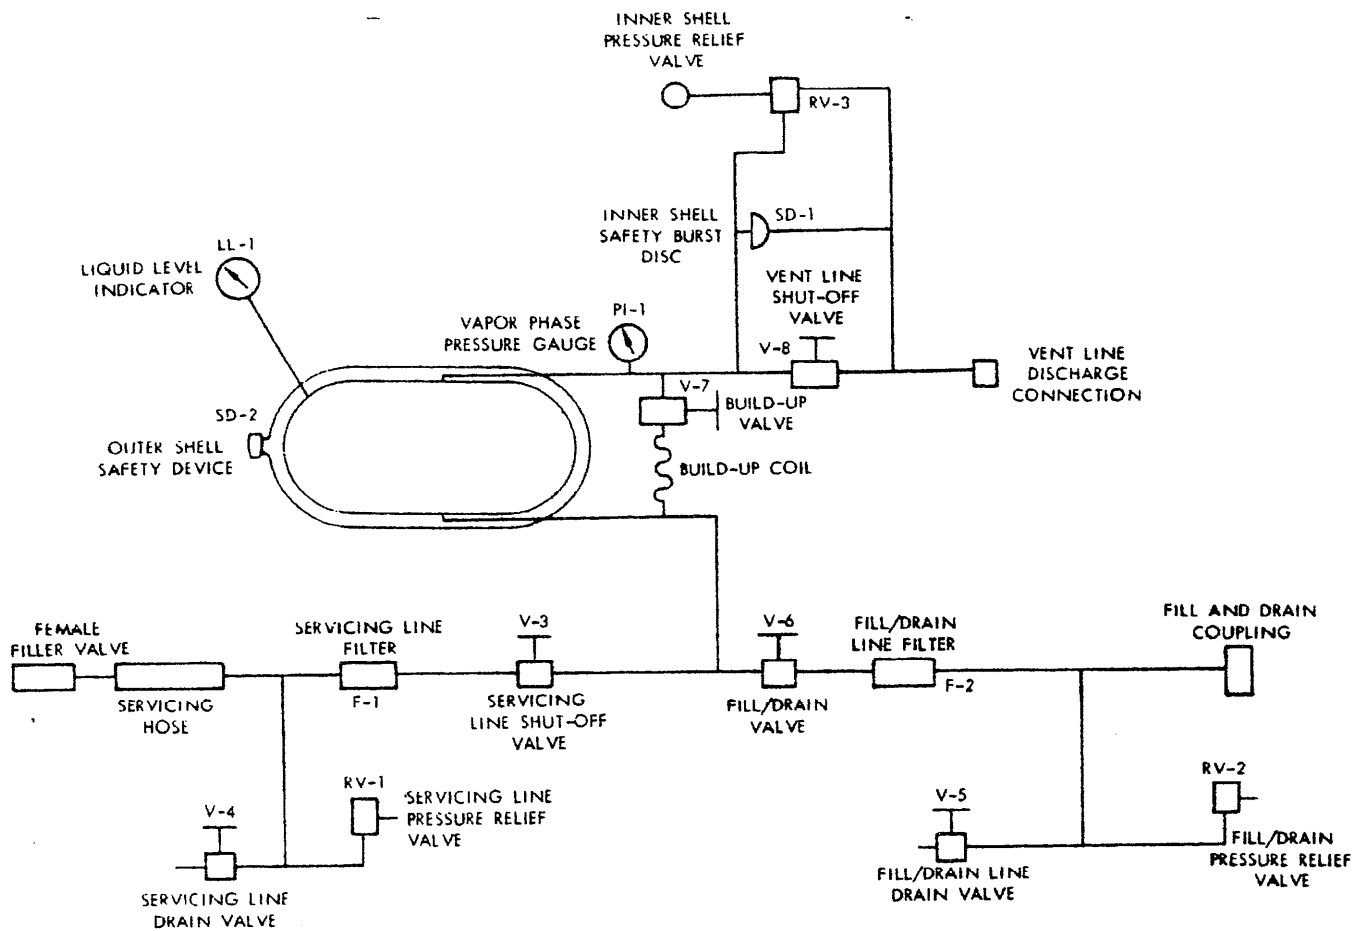 INNER SHELL
PRESSURE RELIEF
VALVE
RV-3
INNER SHELL
SAFETY BURST
DISC
SD-1
LL-1
LIQUID LEVEL
INDICATOR
VENT LINE
SHUT-OFF
VALVE
V-8
PI-1
VAPOR PHASE
PRESSURE GAUGE
VENT LINE
DISCHARGE
CONNECTION
V-7
BUILD-UP
VALVE
SD-2
OUTER SHELL
SAFETY DEVICE
BUILD-UP COIL
FEMALE
FILLER VALVE
SERVICING
HOSE
SERVICING LINE
FILTER
F-1
V-3
SERVICING
LINE SHUT-OFF
VALVE
V-6
FILL/DRAIN
VALVE
FILL/DRAIN
LINE FILTER
F-2
FILL AND DRAIN
COUPLING
V-4
SERVICING LINE
DRAIN VALVE
RV-1
SERVICING LINE
PRESSURE RELIEF
VALVE
V-5
FILL/DRAIN LINE
DRAIN VALVE
RV-2
FILL/DRAIN
PRESSURE RELIEF
VALVE